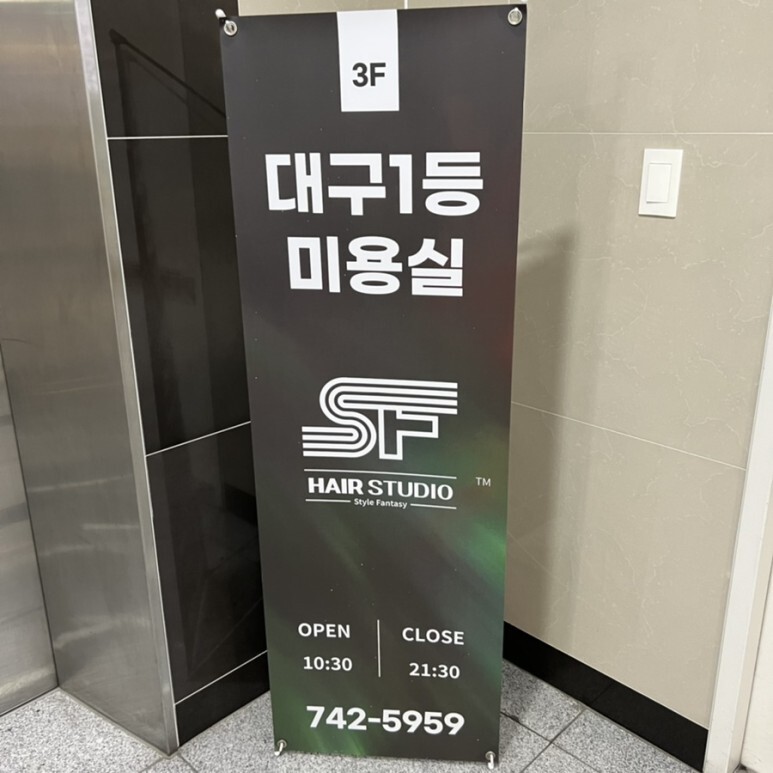 3F
대구1등
미용실
SF
HAIR STUDIO TM
Style Fantasy
OPEN CLOSE
10:30 21:30
742-5959